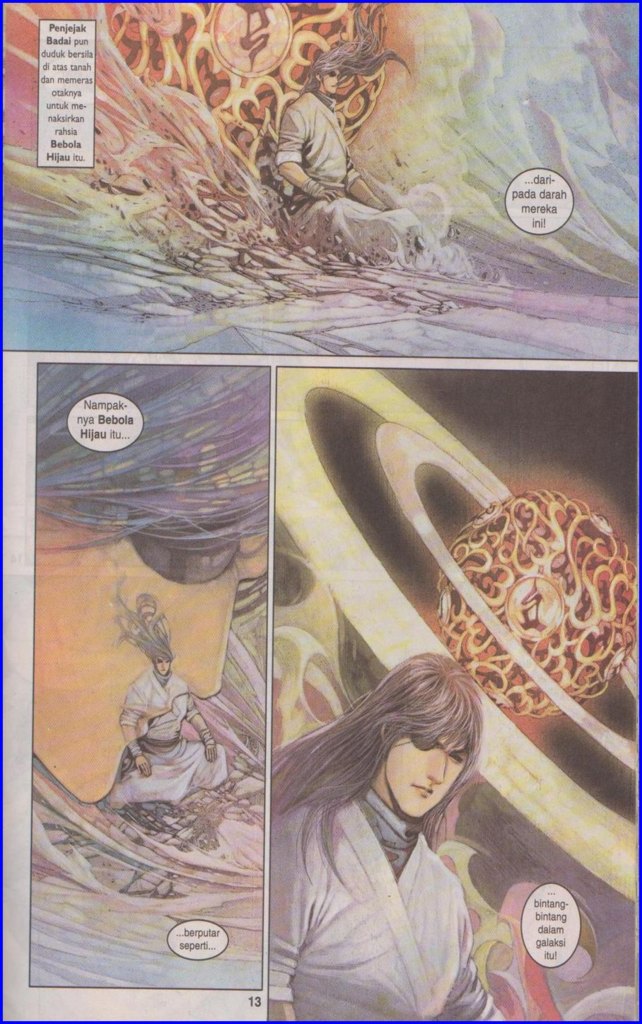 Penjejak
Badai pun
duduk bersila
di atas tanah
dan memeras
otaknya
untuk me-
naksirkan
rahsia
Bebola
Hijau itu.
...dari-
pada darah
mereka
ini!
Nampak-
nya Bebola
Hijau itu...
...berputar
seperti...
...
bintang-
bintang
dalam
galaksi
itu!
13